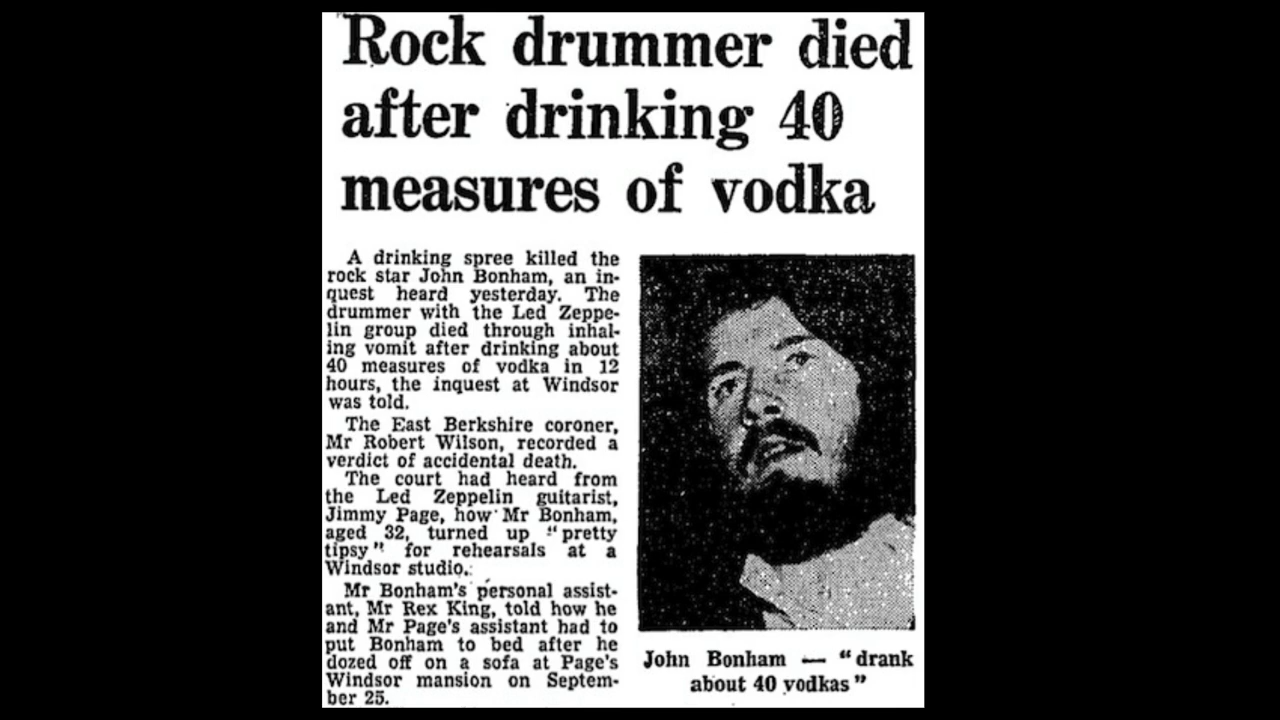 Rock drummer died
after drinking 40
measures of vodka
A drinking spree killed the
rock star John Bonham, an in-
quest heard yesterday. The
drummer with the Led Zeppe-
lin group died through inhal-
ing vomit after drinking about
40 measures of vodka in 12
hours, the inquest at Windsor
was told.
The East Berkshire coroner,
Mr Robert Wilson, recorded a
verdict of accidental death.
The court had heard from
the Led Zeppelin guitarist,
Jimmy Page, how Mr Bonham,
aged 32, turned up "pretty
tipsy" for rehearsals at a
Windsor studio.
Mr Bonham's personal assist-
ant, Mr Rex King, told how he
and Mr Page's assistant had to
put Bonham to bed after he
dozed off on a sofa at Page's
Windsor mansion on Septem-
ber 25.
John Bonham — "drank
about 40 vodkas"